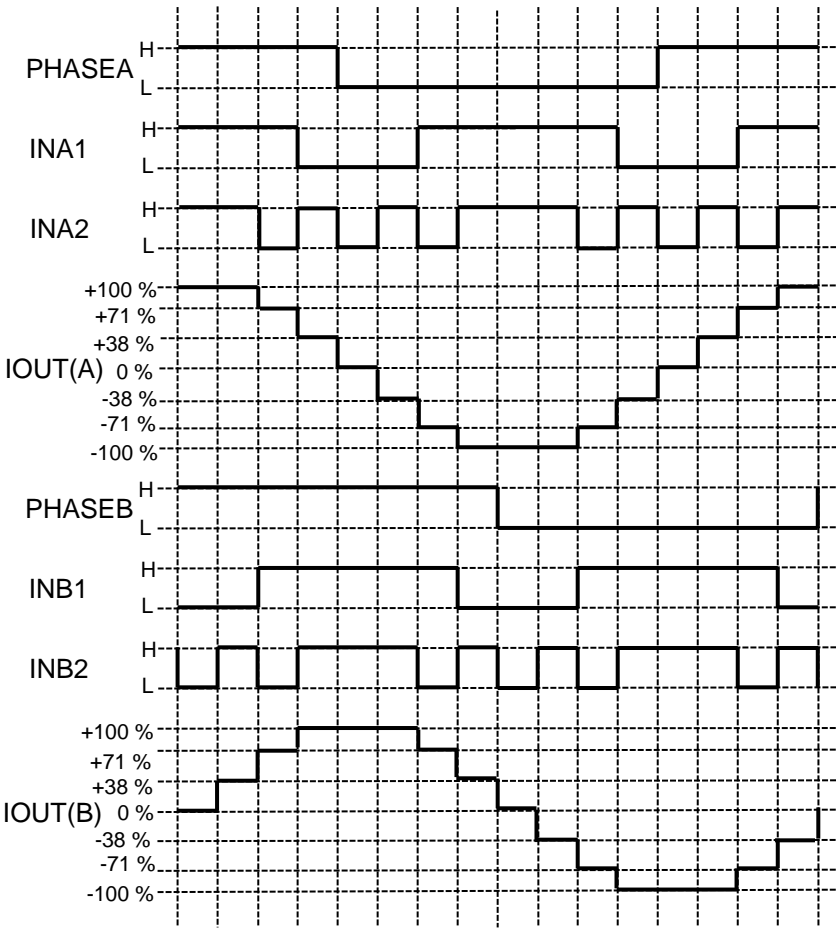 H
PHASEA
L
H
INA1
L
H
INA2
L
+100 %
+71 %
+38 %
IOUT(A) 0 %
-38 %
-71 %
-100 %
H
PHASEB
L
H
INB1
L
H
INB2
L
+100 %
+71 %
+38 %
IOUT(B) 0 %
-38 %
-71 %
-100 %